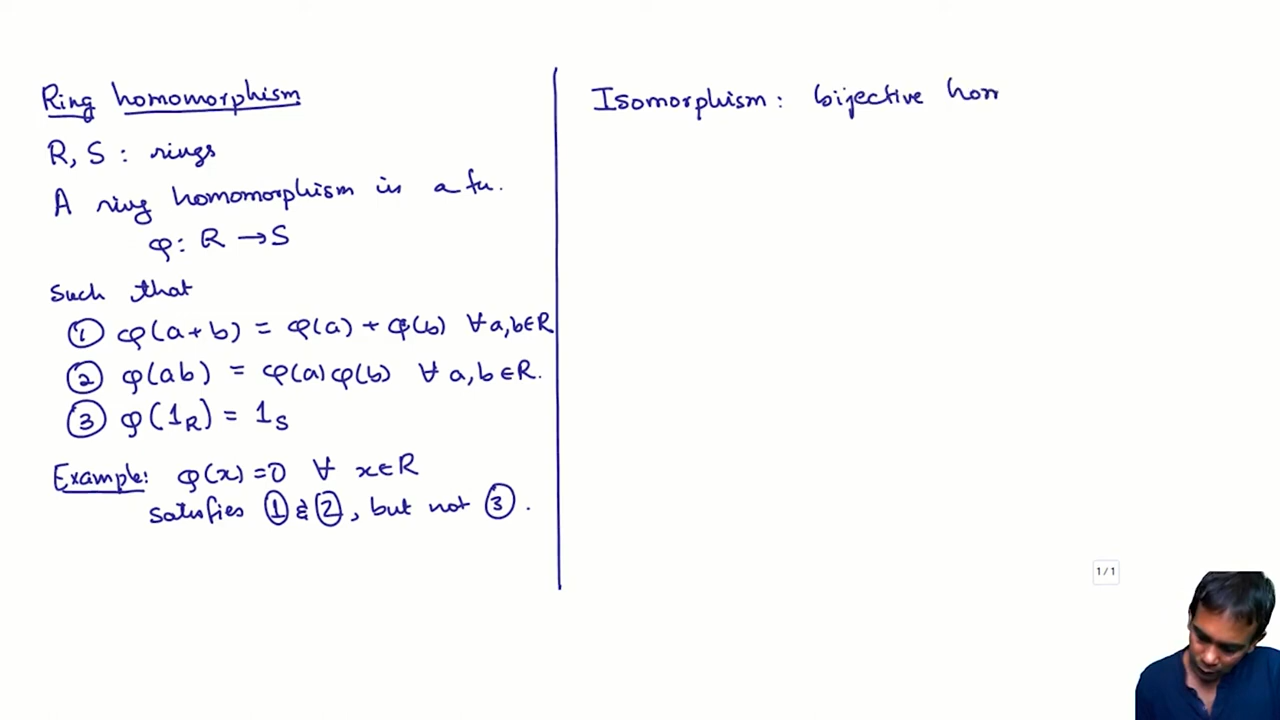 Ring homomorphism
R, S : rings
A ring homomorphism is a fn.
φ: R → S
Such that
① φ(a+b) = φ(a) + φ(b) ∀ a,b∈R
② φ(ab) = φ(a)φ(b) ∀ a,b ∈R.
③ φ(1_R) = 1_S
Example: φ(x) =0 ∀ x∈R
satisfies ① & ②, but not ③.
Isomorphism: bijective hom
1/1